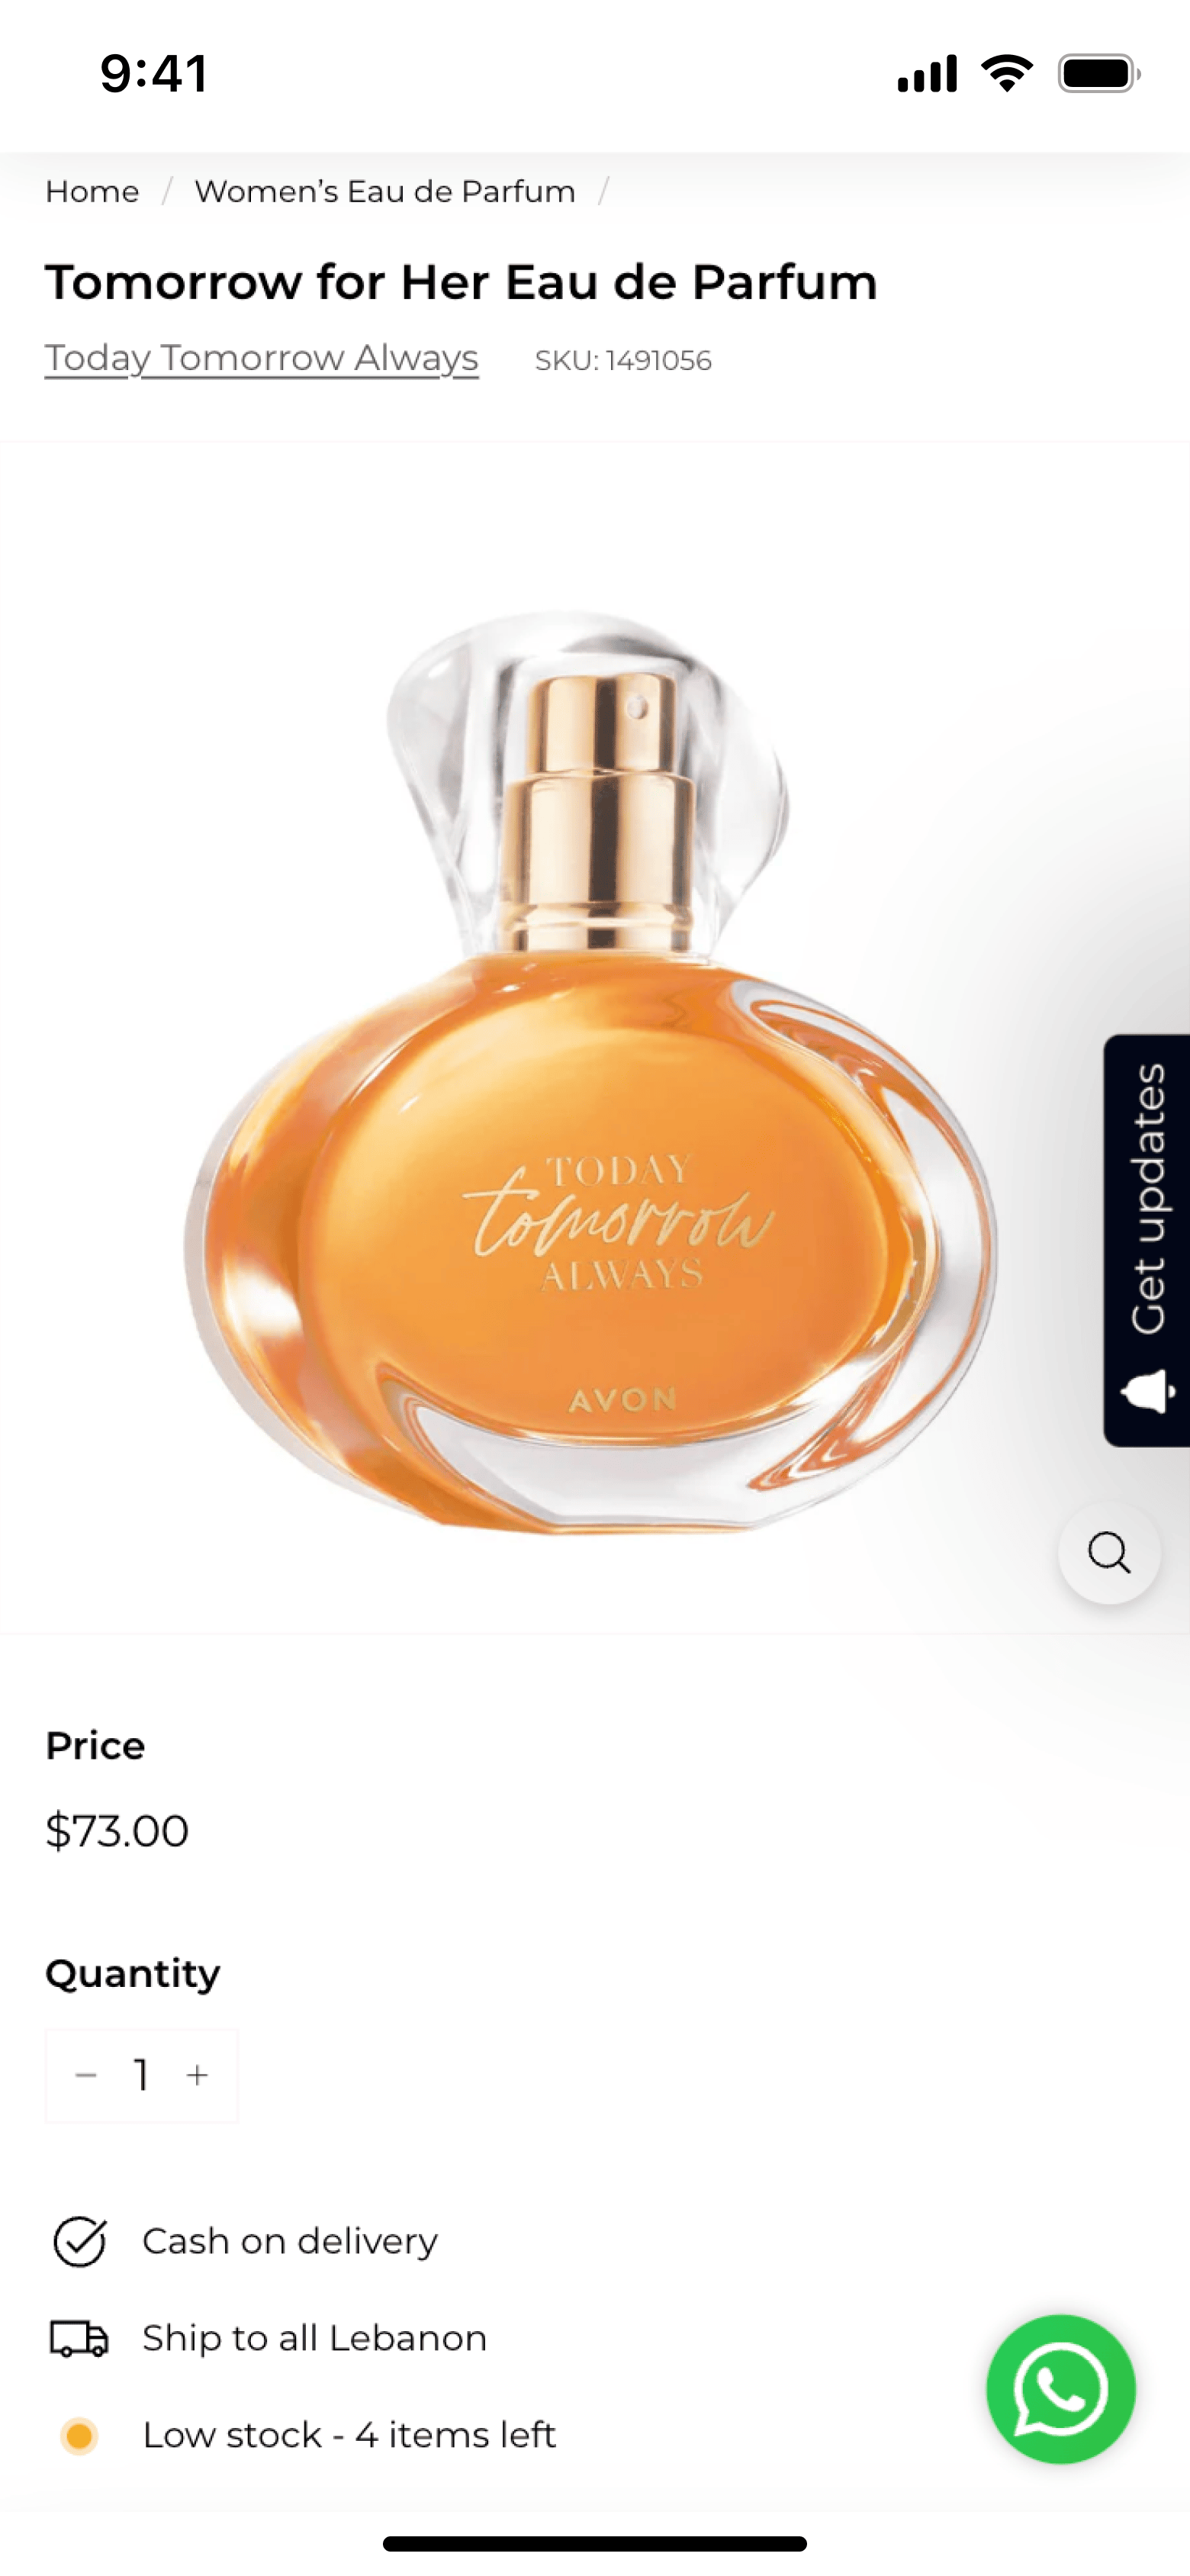 9:41
Home / Women’s Eau de Parfum /
Tomorrow for Her Eau de Parfum
Today Tomorrow Always SKU: 1491056
TODAY
tomorrow
ALWAYS
AVON
Get updates
Price
$73.00
Quantity
− 1 +
Cash on delivery
Ship to all Lebanon
Low stock - 4 items left